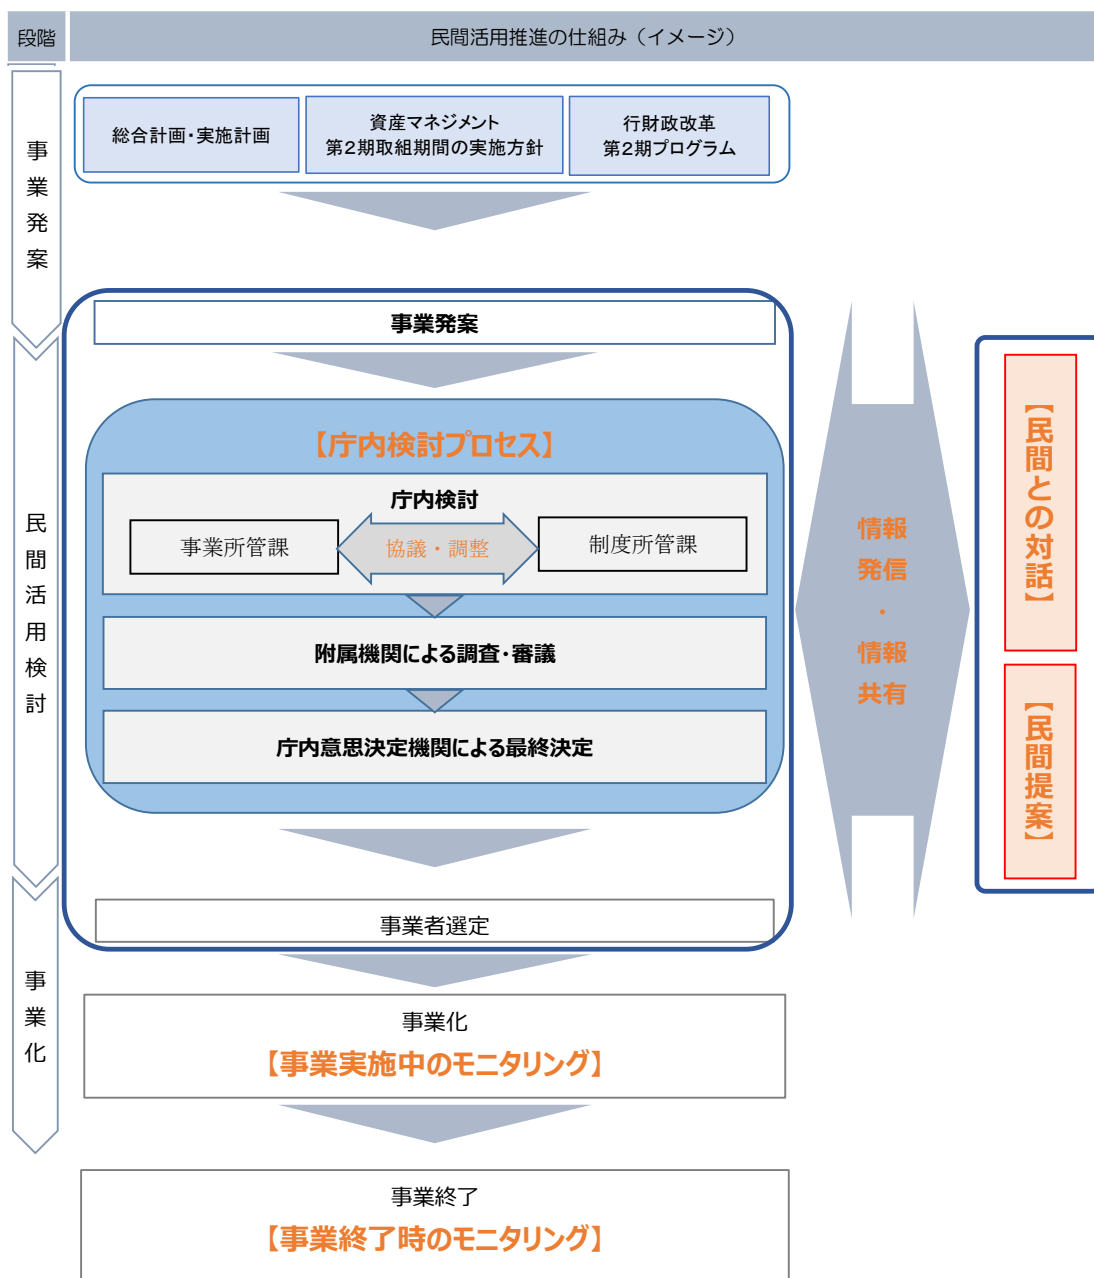 段階
民間活用推進の仕組み（イメージ）
事業発案
総合計画・実施計画
資産マネジメント
第2期取組期間の実施方針
行財政改革
第2期プログラム
事業発案
民間活用検討
【庁内検討プロセス】
庁内検討
事業所管課
協議・調整
制度所管課
附属機関による調査・審議
庁内意思決定機関による最終決定
情報
発信
・
情報
共有
【民間との対話】
【民間提案】
事業者選定
事業化
事業化
【事業実施中のモニタリング】
事業終了
【事業終了時のモニタリング】